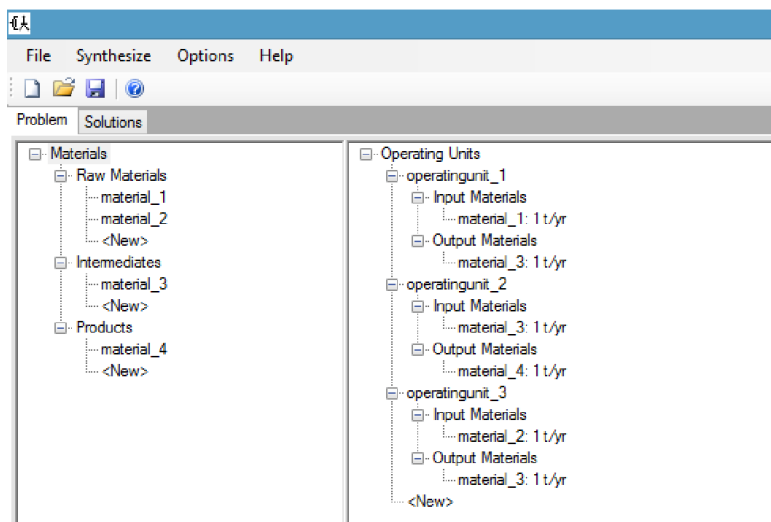 File Synthesize Options Help
Problem Solutions
Materials
Raw Materials
material_1
material_2
<New>
Intermediates
material_3
<New>
Products
material_4
<New>
Operating Units
operatingunit_1
Input Materials
material_1: 1 t/yr
Output Materials
material_3: 1 t/yr
operatingunit_2
Input Materials
material_3: 1 t/yr
Output Materials
material_4: 1 t/yr
operatingunit_3
Input Materials
material_2: 1 t/yr
Output Materials
material_3: 1 t/yr
<New>